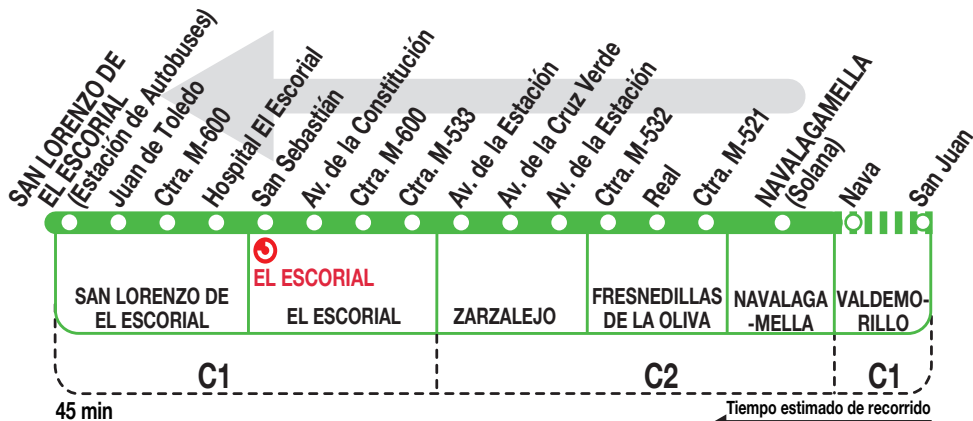 SAN LORENZO DE
EL ESCORIAL
(Estación de Autobuses)
Juan de Toledo
Ctra. M-600
Hospital El Escorial
San Sebastián
Av. de la Constitución
Ctra. M-600
Ctra. M-533
Av. de la Estación
Av. de la Cruz Verde
Av. de la Estación
Ctra. M-532
Real
Ctra. M-521
NAVALAGAMELLA
(Solana)
Nava
San Juan
EL ESCORIAL
SAN LORENZO DE
EL ESCORIAL
EL ESCORIAL
ZARZALEJO
FRESNEDILLAS
DE LA OLIVA
NAVALAGA
-MELLA
VALDEMO-
RILLO
C1
C2
C1
45 min
Tiempo estimado de recorrido